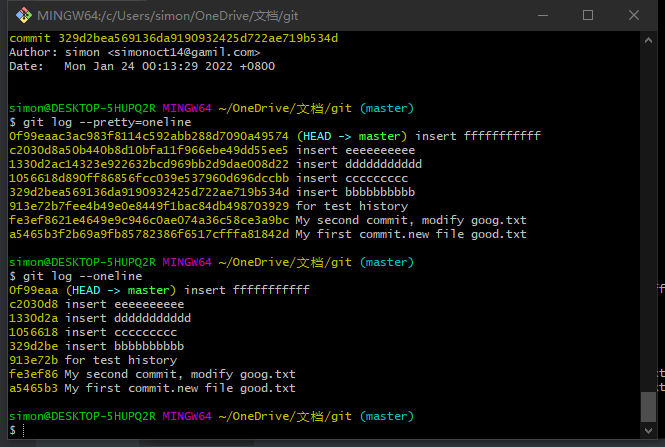 MINGW64:/c/Users/simon/OneDrive/文档/git
commit 329d2bea569136da9190932425d722ae719b534d
Author: simon <simonoct14@gamil.com>
Date:   Mon Jan 24 00:13:29 2022 +0800
simon@DESKTOP-5HUPQ2R MINGW64 ~/OneDrive/文档/git (master)
$ git log --pretty=oneline
0f99eaac3ac983f8114c592abb288d7090a49574 (HEAD -> master) insert fffffffffff
c2030d8a50b440b8d10bfa11f966ebe49dd55ee5 insert eeeeeeeeee
1330d2ac14323e922632bcd969bb2d9dae008d22 insert ddddddddddd
1056618d890ff86856fcc039e537960d696dccbb insert ccccccccc
329d2bea569136da9190932425d722ae719b534d insert bbbbbbbbbb
913e72b7fee4b49e0e8449f1bac84db498703929 for test history
fe3ef8621e4649e9c946c0ae074a36c58ce3a9bc My second commit, modify goog.txt
a5465b3f2b69a9fb85782386f6517cfffa81842d My first commit.new file good.txt
simon@DESKTOP-5HUPQ2R MINGW64 ~/OneDrive/文档/git (master)
$ git log --oneline
0f99eaa (HEAD -> master) insert fffffffffff
c2030d8 insert eeeeeeeeee
1330d2a insert ddddddddddd
1056618 insert ccccccccc
329d2be insert bbbbbbbbbb
913e72b for test history
fe3ef86 My second commit, modify goog.txt
a5465b3 My first commit.new file good.txt
simon@DESKTOP-5HUPQ2R MINGW64 ~/OneDrive/文档/git (master)
$